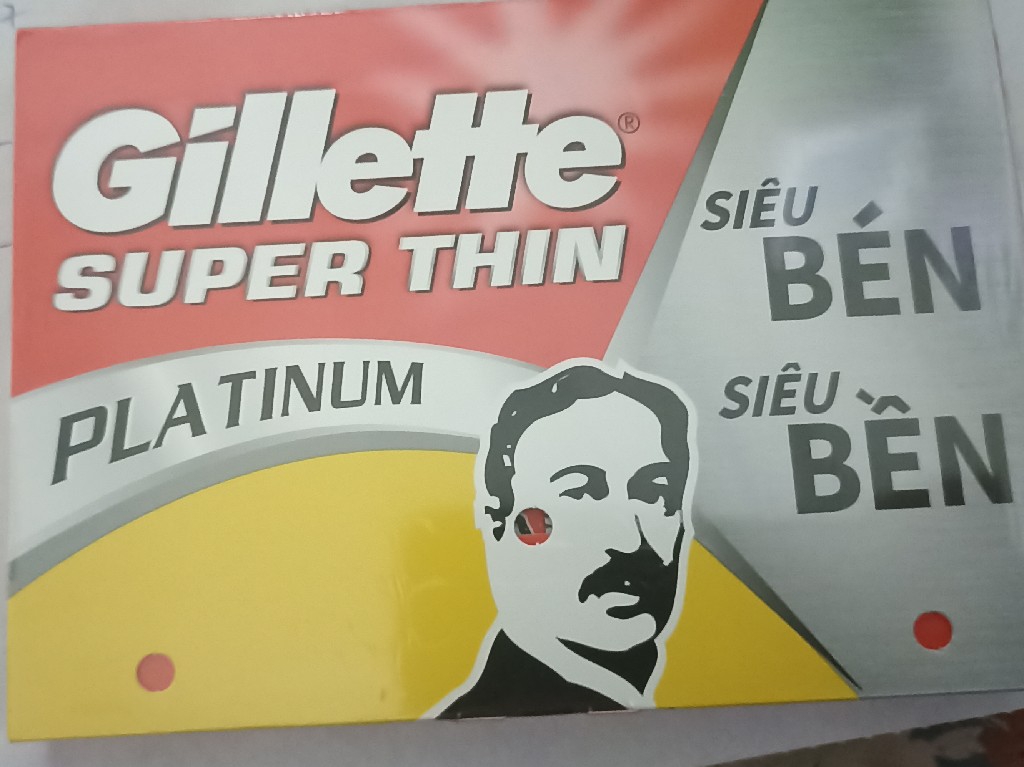 Gillette®
SUPER THIN
PLATINUM
SIÊU
BÉN
SIÊU
BỀN